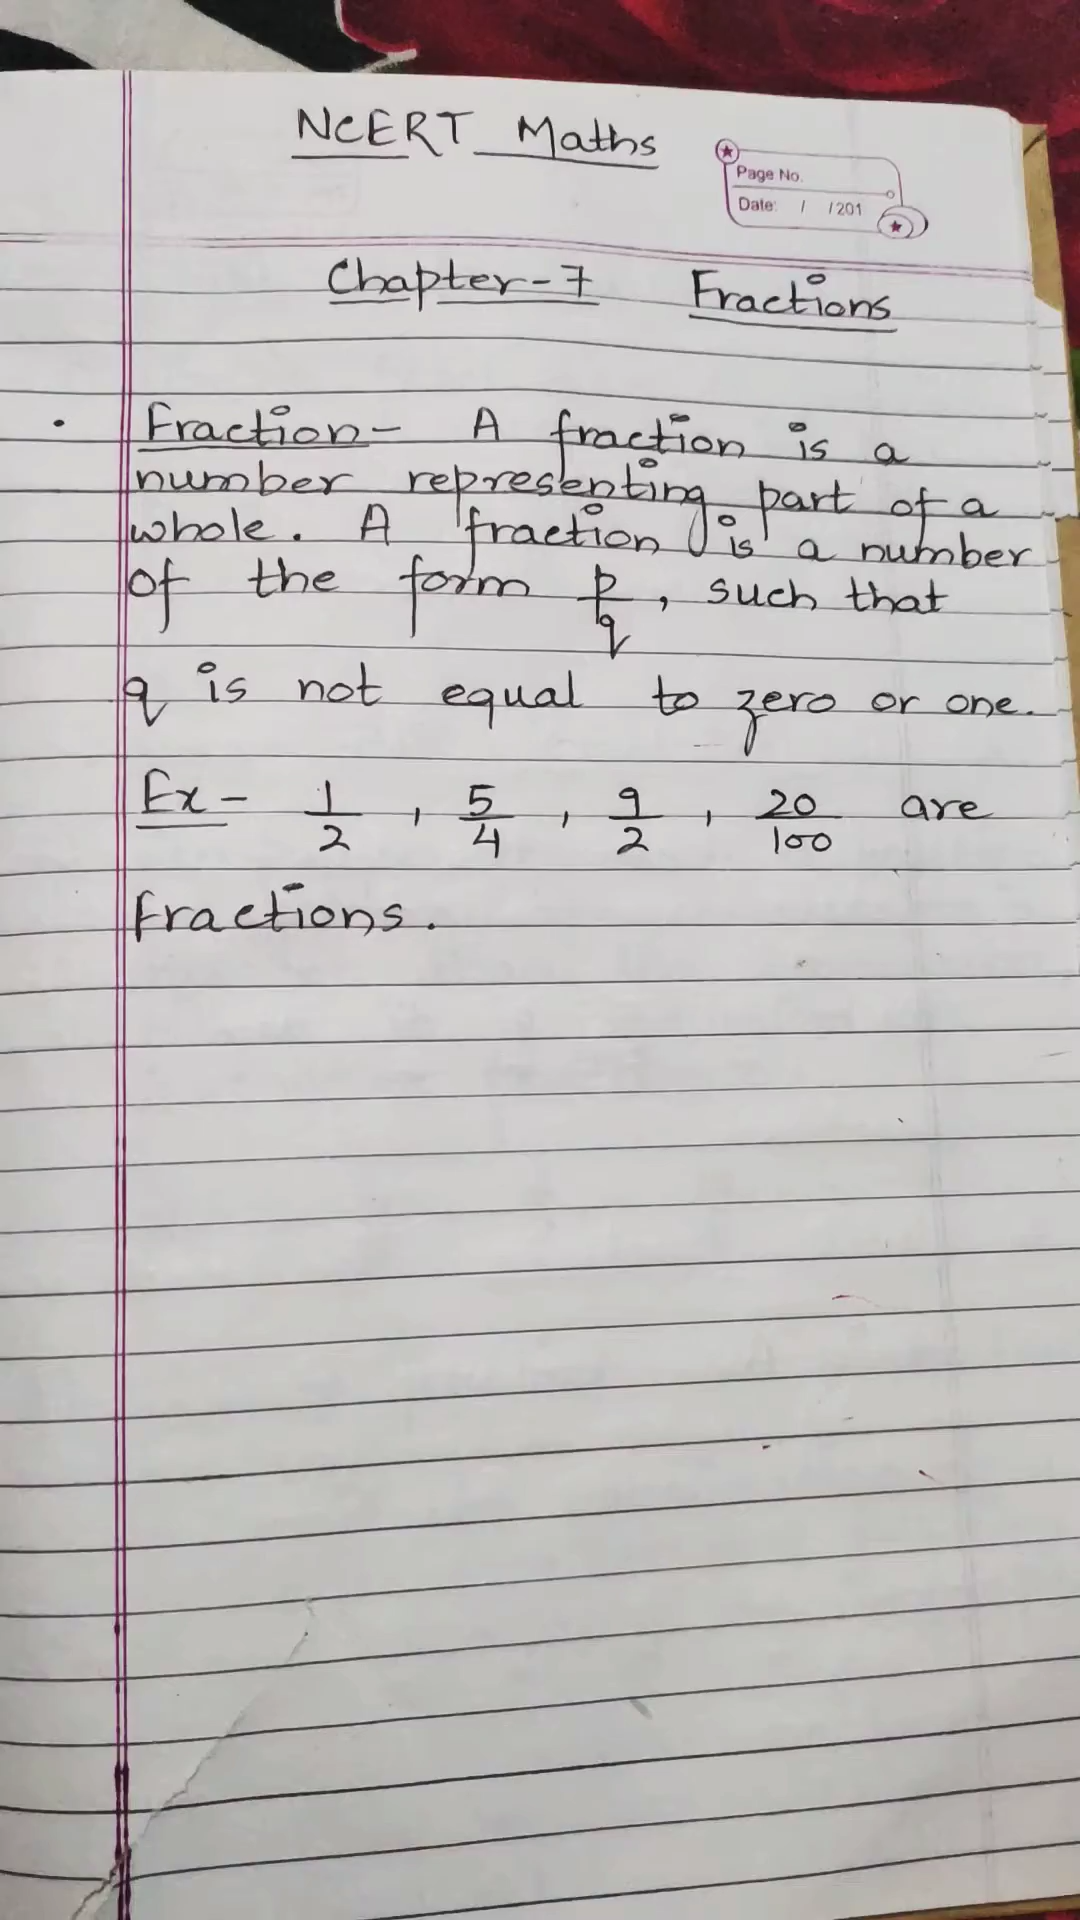 NCERT Maths
Page No.
Date: / /201
Chapter-7 Fractions
• Fraction- A fraction is a
number representing part of a
whole. A fraction is a number
of the form p/q, such that
q is not equal to zero or one.
Ex- 1/2, 5/4, 9/2, 20/100 are
fractions.